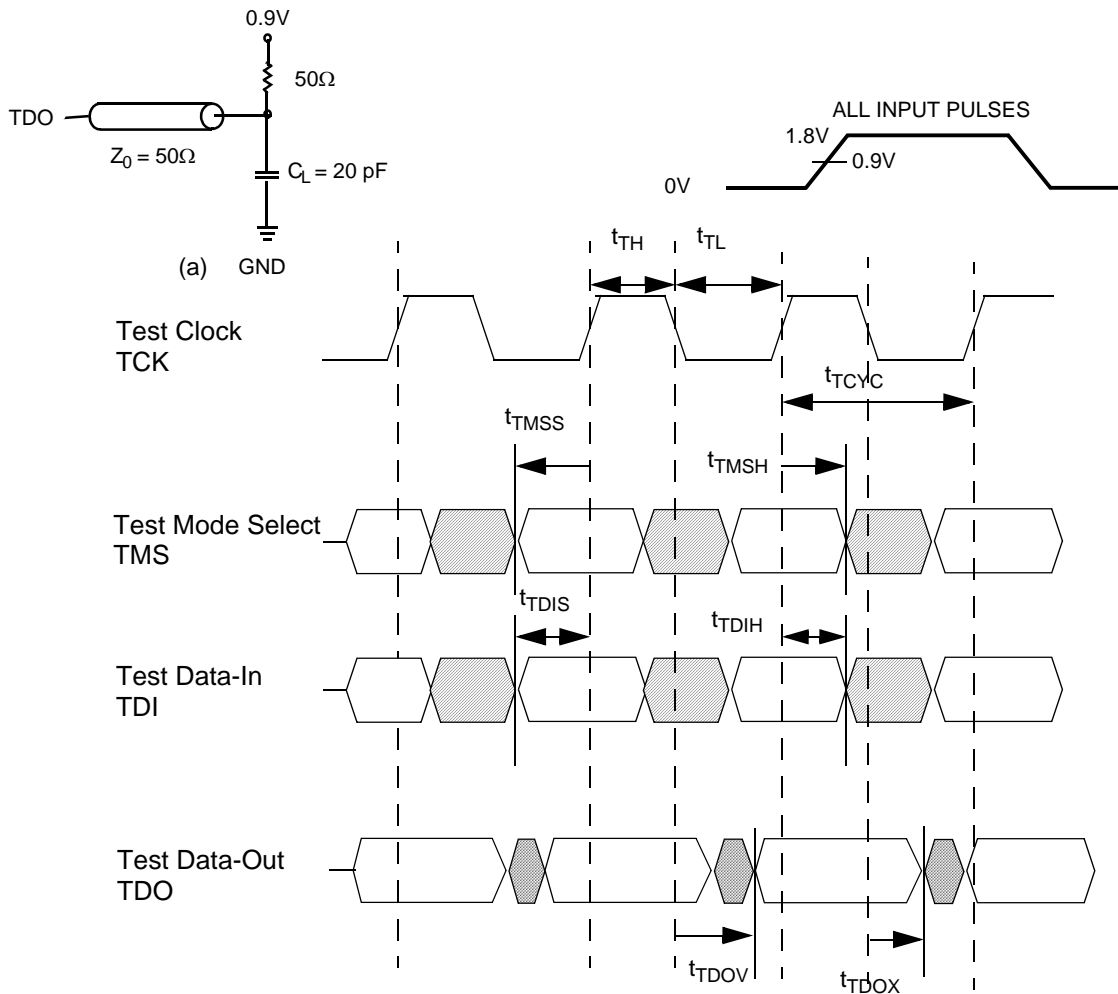 0.9V
50Ω
TDO
Z0 = 50Ω
CL = 20 pF
(a) GND
ALL INPUT PULSES
1.8V
0.9V
0V
tTH
tTL
Test Clock
TCK
tTCYC
tTMSS
tTMSH
Test Mode Select
TMS
tTDIS
tTDIH
Test Data-In
TDI
Test Data-Out
TDO
tTDOV
tTDOX